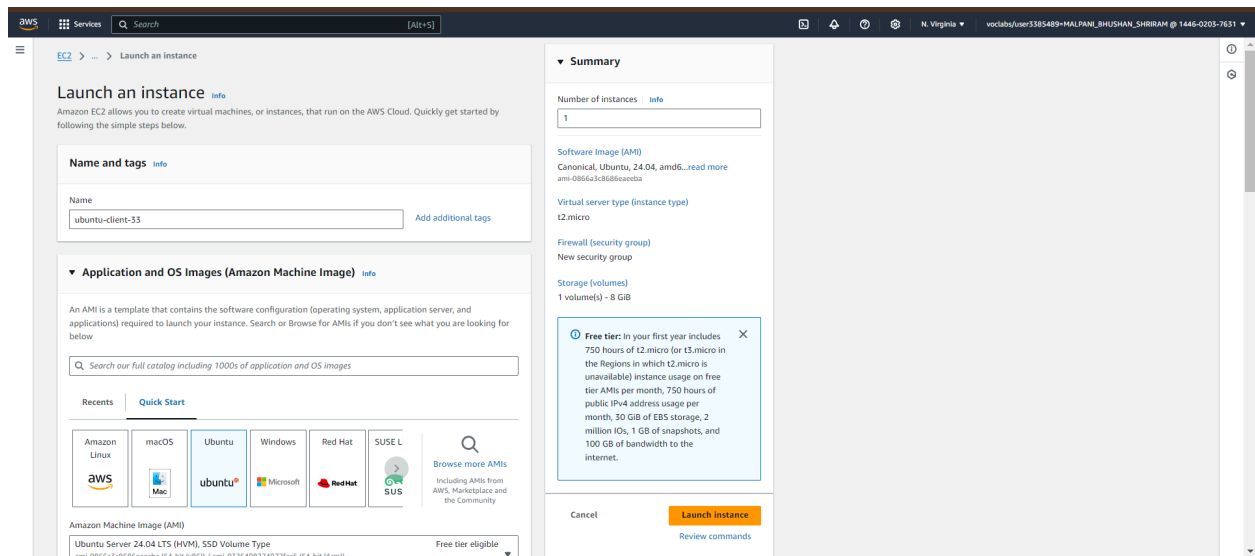 aws
Services
Search
[Alt+S]
N. Virginia
voclabs/user3385489=MALPANI_BHUSHAN_SHRIRAM @ 1446-0203-7631
EC2 > ... > Launch an instance
Launch an instance Info
Amazon EC2 allows you to create virtual machines, or instances, that run on the AWS Cloud. Quickly get started by
following the simple steps below.
Name and tags Info
Name
ubuntu-client-33
Add additional tags
Application and OS Images (Amazon Machine Image) Info
An AMI is a template that contains the software configuration (operating system, application server, and
applications) required to launch your instance. Search or Browse for AMIs if you don't see what you are looking for
below
Search our full catalog including 1000s of application and OS images
Recents
Quick Start
Amazon
Linux
aws
macOS
Mac
Ubuntu
ubuntu
Windows
Microsoft
Red Hat
Red Hat
SUSE L
SUS
Browse more AMIs
Including AMIs from
AWS, Marketplace and
the Community
Amazon Machine Image (AMI)
Ubuntu Server 24.04 LTS (HVM), SSD Volume Type
Free tier eligible
Summary
Number of instances Info
1
Software Image (AMI)
Canonical, Ubuntu, 24.04, amd6...read more
ami-0866a3c8686eaeeba
Virtual server type (instance type)
t2.micro
Firewall (security group)
New security group
Storage (volumes)
1 volume(s) - 8 GiB
Free tier: In your first year includes
750 hours of t2.micro (or t3.micro in
the Regions in which t2.micro is
unavailable) instance usage on free
tier AMIs per month, 750 hours of
public IPv4 address usage per
month, 30 GiB of EBS storage, 2
million IOs, 1 GB of snapshots, and
100 GB of bandwidth to the
internet.
Cancel
Launch instance
Review commands